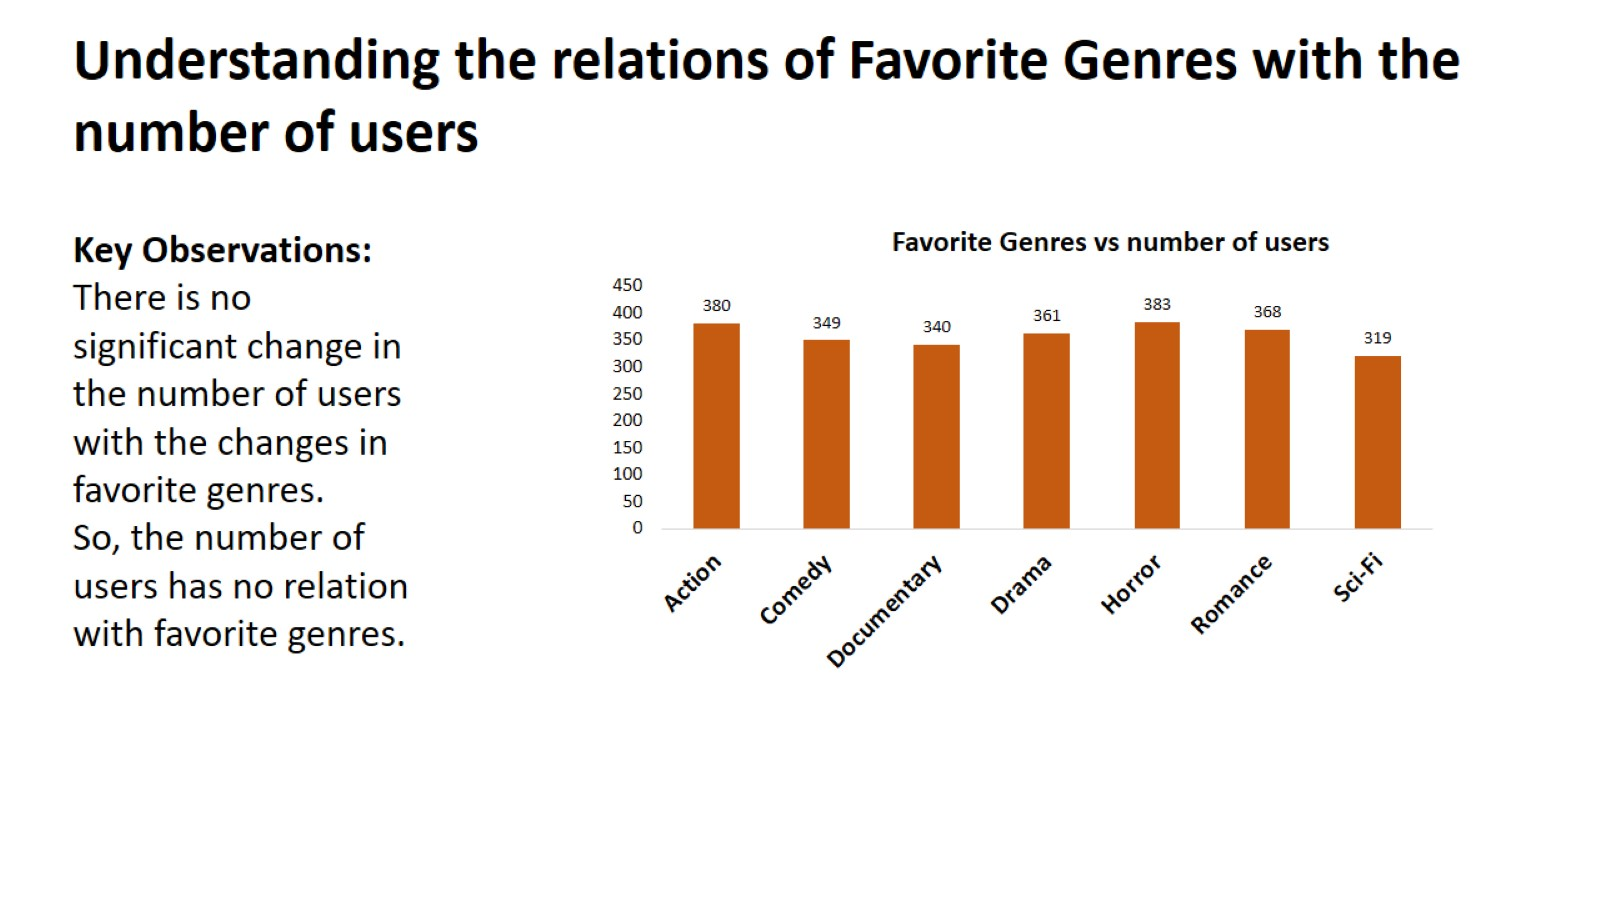 Understanding the relations of Favorite Genres with the
number of users
Key Observations:
There is no
significant change in
the number of users
with the changes in
favorite genres.
So, the number of
users has no relation
with favorite genres.
Favorite Genres vs number of users
450
400
350
300
250
200
150
100
50
0
380
349
340
361
383
368
319
Action
Comedy
Documentary
Drama
Horror
Romance
Sci-Fi